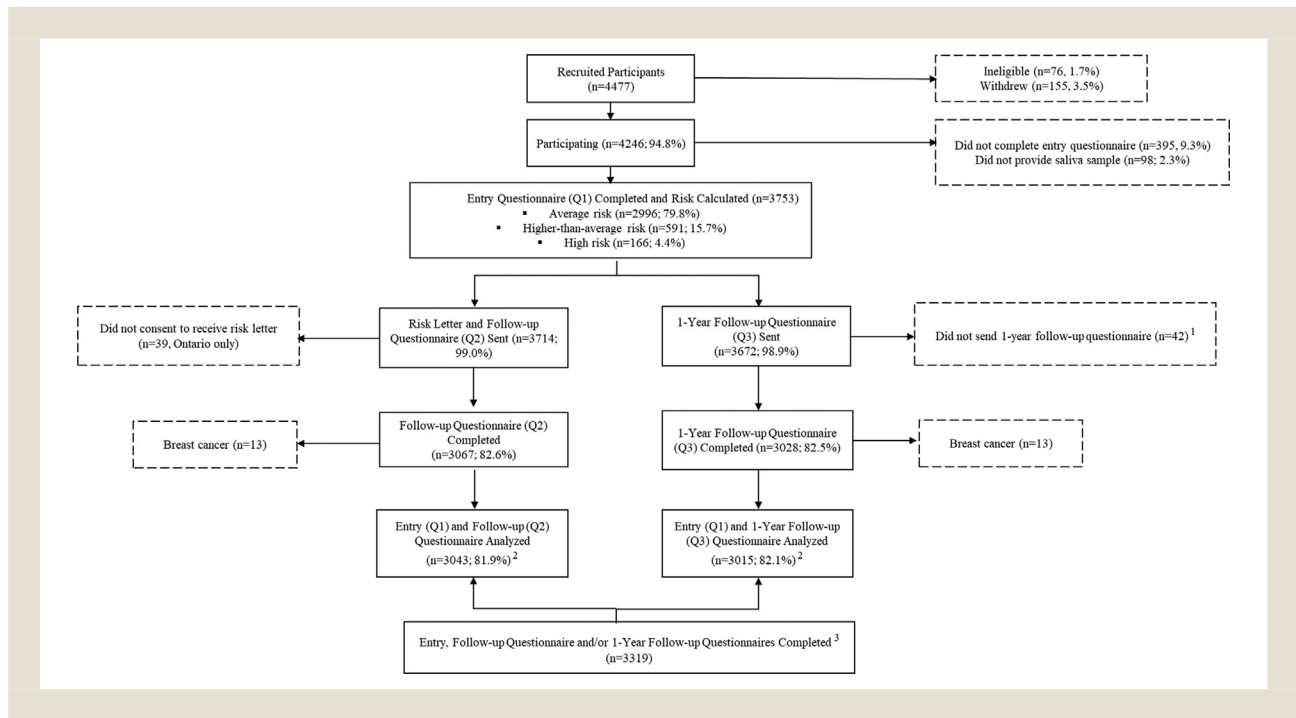 Recruited Participants
(n=4477)
Ineligible (n=76, 1.7%)
Withdrew (n=155, 3.5%)
Participating (n=4246; 94.8%)
Did not complete entry questionnaire (n=395, 9.3%)
Did not provide saliva sample (n=98; 2.3%)
Entry Questionnaire (Q1) Completed and Risk Calculated (n=3753)
▪ Average risk (n=2996; 79.8%)
▪ Higher-than-average risk (n=591; 15.7%)
▪ High risk (n=166; 4.4%)
Did not consent to receive risk letter
(n=39, Ontario only)
Risk Letter and Follow-up
Questionnaire (Q2) Sent (n=3714;
99.0%)
1-Year Follow-up Questionnaire
(Q3) Sent
(n=3672; 98.9%)
Did not send 1-year follow-up questionnaire (n=42) 1
Breast cancer (n=13)
Follow-up Questionnaire (Q2)
Completed
(n=3067; 82.6%)
1-Year Follow-up Questionnaire
(Q3) Completed (n=3028; 82.5%)
Breast cancer (n=13)
Entry (Q1) and Follow-up (Q2)
Questionnaire Analyzed
(n=3043; 81.9%) 2
Entry (Q1) and 1-Year Follow-up
(Q3) Questionnaire Analyzed
(n=3015; 82.1%) 2
Entry, Follow-up Questionnaire and/or 1-Year Follow-up Questionnaires Completed 3
(n=3319)